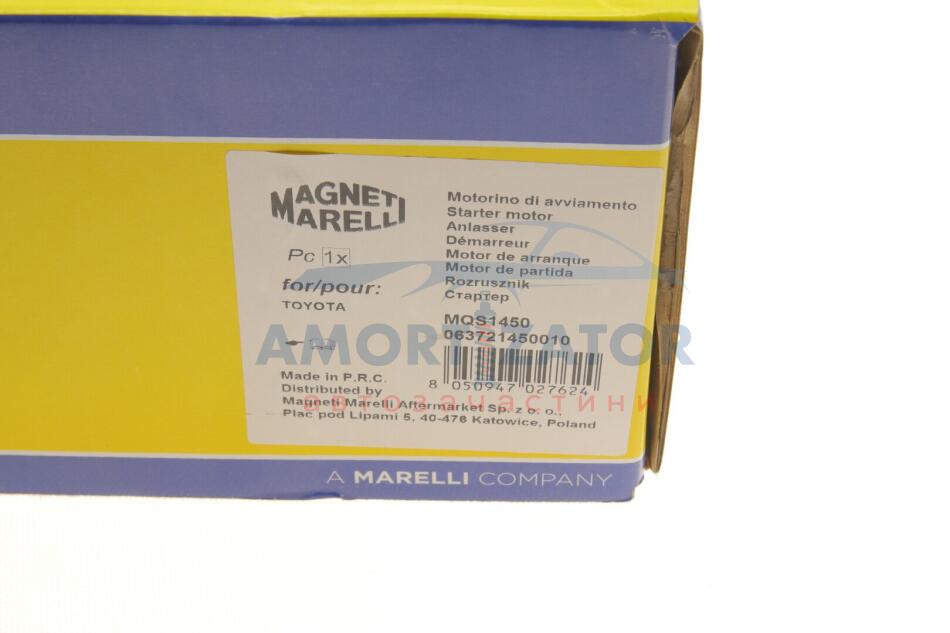 MAGNETI
MARELLI
Pc 1x
for/pour:
TOYOTA
Motorino di avviamento
Starter motor
Anlasser
Démarreur
Motor de arranque
Motor de partida
Rozrusznik
Стартер
MQS1450
063721450010
8 050947 027624
Made in P.R.C.
Distributed by
Magneti Marelli Aftermarket Sp. z o. o.,
Plac pod Lipami 5, 40-476 Katowice, Poland
AMORTIZATOR
автозапчастини
A MARELLI COMPANY